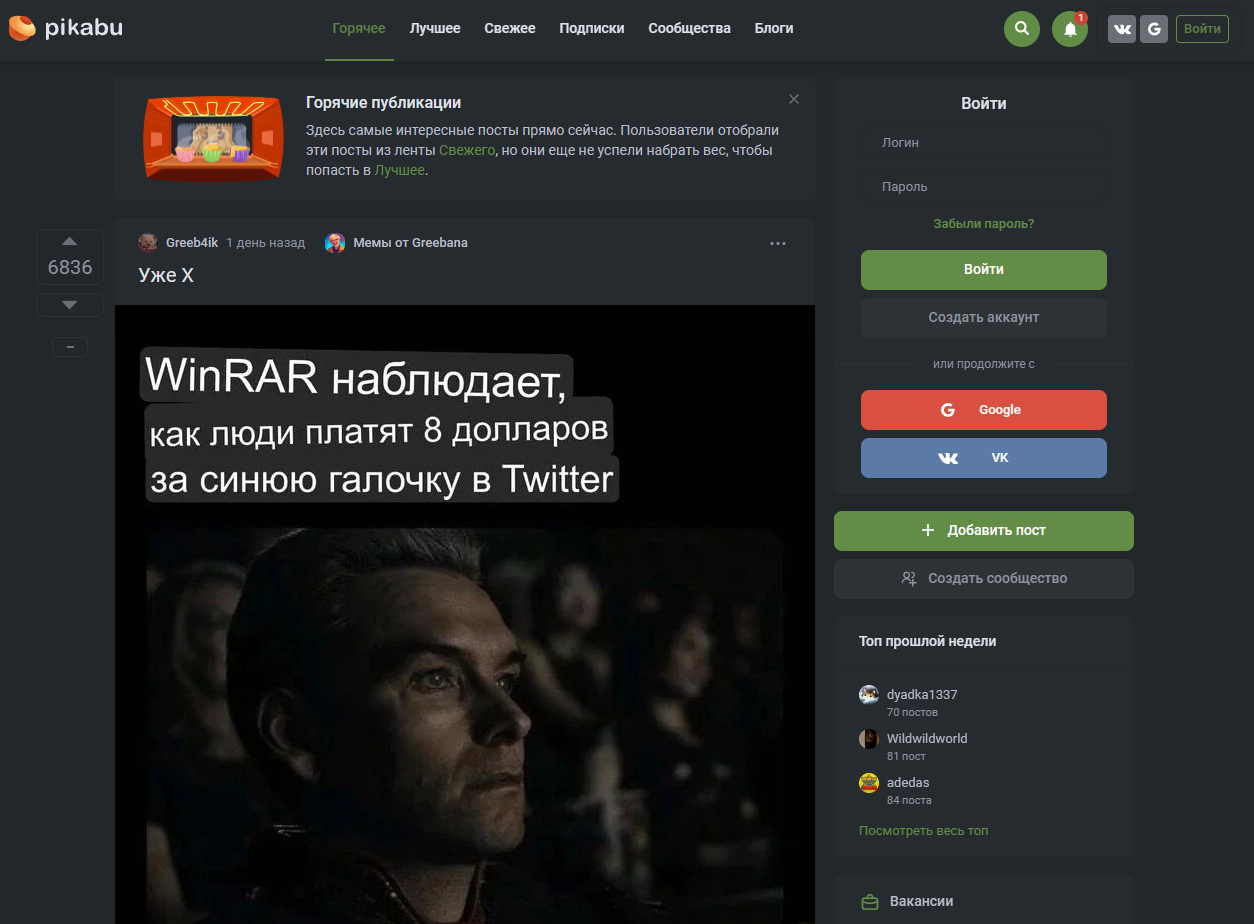 pikabu
Горячее
Лучшее
Свежее
Подписки
Сообщества
Блоги
1
Войти
Горячие публикации
Здесь самые интересные посты прямо сейчас. Пользователи отобрали
эти посты из ленты Свежего, но они еще не успели набрать вес, чтобы
попасть в Лучшее.
6836
Greeb4ik 1 день назад Мемы от Greebana
Уже X
WinRAR наблюдает,
как люди платят 8 долларов
за синюю галочку в Twitter
Войти
Логин
Пароль
Забыли пароль?
Войти
Создать аккаунт
или продолжите с
Google
VK
Добавить пост
Создать сообщество
Топ прошлой недели
dyadka1337
70 постов
Wildwildworld
81 пост
adedas
84 поста
Посмотреть весь топ
Вакансии